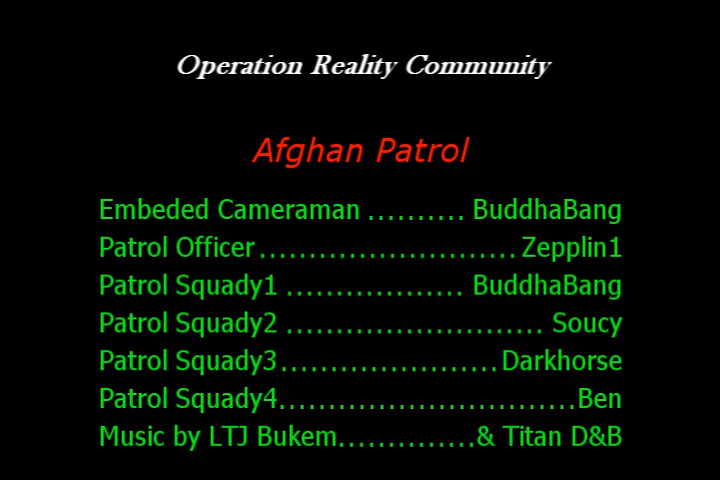 Operation Reality Community
Afghan Patrol
Embeded Cameraman .......... BuddhaBang
Patrol Officer.......................... Zepplin1
Patrol Squady1 .................. BuddhaBang
Patrol Squady2 .......................... Soucy
Patrol Squady3...................... Darkhorse
Patrol Squady4..............................Ben
Music by LTJ Bukem..............& Titan D&B